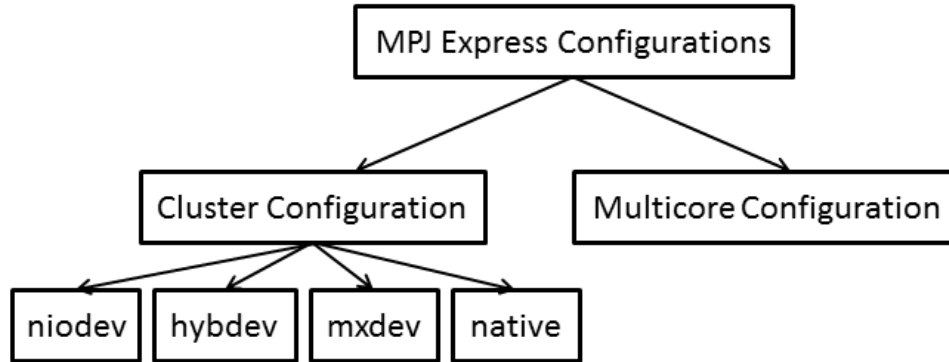 MPJ Express Configurations
Cluster Configuration
Multicore Configuration
niodev
hybdev
mxdev
native